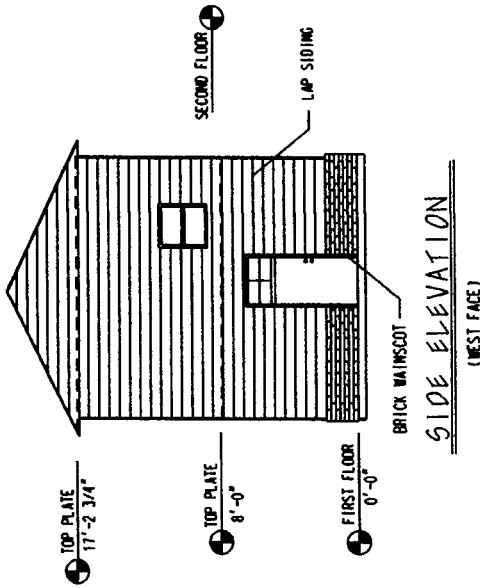 TOP PLATE
17'-2 3/4"
SECOND FLOOR
TOP PLATE
8'-0"
LAP SIDING
FIRST FLOOR
0'-0"
BRICK WAINSCOT
SIDE ELEVATION
(WEST FACE)